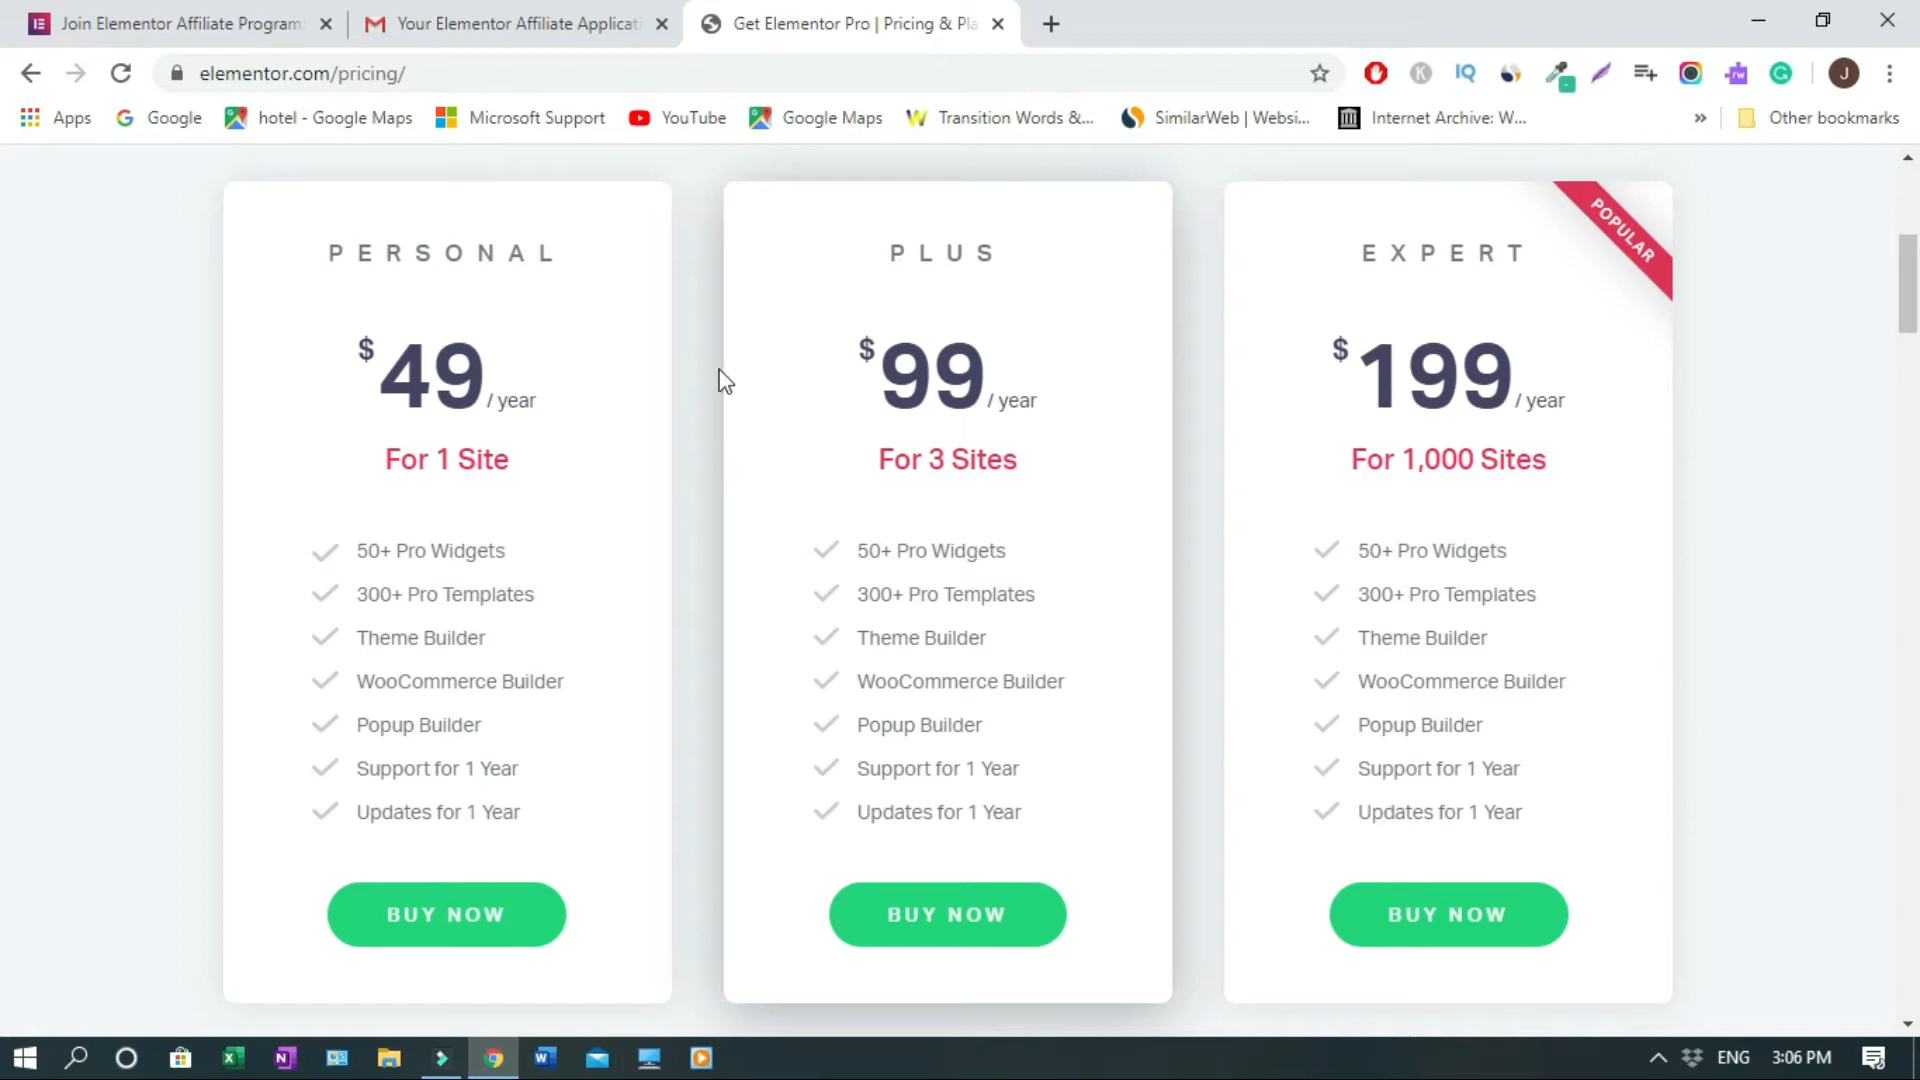 Join Elementor Affiliate Program
Your Elementor Affiliate Applicati
Get Elementor Pro | Pricing & Pla
elementor.com/pricing/
K
IQ
rw
G
J
Apps
Google
hotel - Google Maps
Microsoft Support
YouTube
Google Maps
Transition Words &...
SimilarWeb | Websi...
Internet Archive: W...
»
Other bookmarks
PERSONAL
$49/ year
For 1 Site
50+ Pro Widgets
300+ Pro Templates
Theme Builder
WooCommerce Builder
Popup Builder
Support for 1 Year
Updates for 1 Year
BUY NOW
PLUS
$99/ year
For 3 Sites
50+ Pro Widgets
300+ Pro Templates
Theme Builder
WooCommerce Builder
Popup Builder
Support for 1 Year
Updates for 1 Year
BUY NOW
POPULAR
EXPERT
$199/ year
For 1,000 Sites
50+ Pro Widgets
300+ Pro Templates
Theme Builder
WooCommerce Builder
Popup Builder
Support for 1 Year
Updates for 1 Year
BUY NOW
ENG
3:06 PM